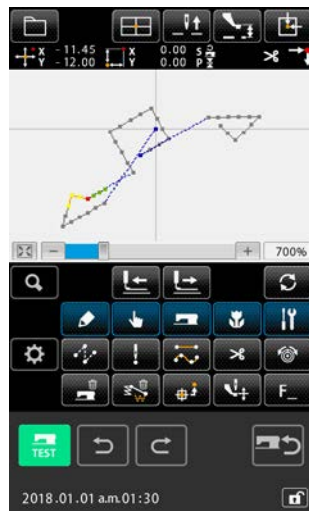 X -11.45 X 0.00 S
Y -12.00 Y 0.00 P
700%
F_
TEST
2018.01.01 a.m.01:30